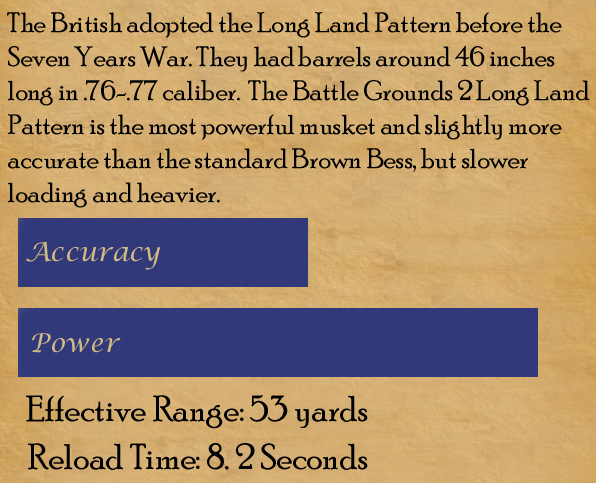 The British adopted the Long Land Pattern before the
Seven Years War. They had barrels around 46 inches
long in .76~.77 caliber. The Battle Grounds 2 Long Land
Pattern is the most powerful musket and slightly more
accurate than the standard Brown Bess, but slower
loading and heavier.
Accuracy
Power
Effective Range: 53 yards
Reload Time: 8. 2 Seconds